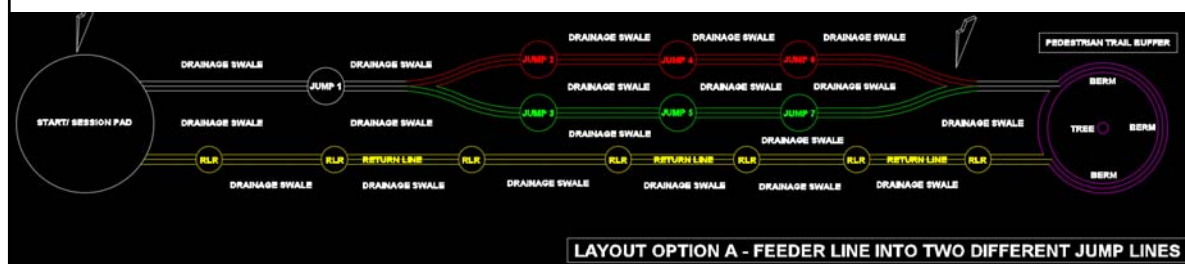 DRAINAGE SWALE
DRAINAGE SWALE
DRAINAGE SWALE
PEDESTRIAN TRAIL BUFFER
DRAINAGE SWALE
DRAINAGE SWALE
JUMP 2
JUMP 4
JUMP 6
JUMP 1
DRAINAGE SWALE
DRAINAGE SWALE
DRAINAGE SWALE
BERM
START/ SESSION PAD
DRAINAGE SWALE
DRAINAGE SWALE
JUMP 3
JUMP 5
JUMP 7
DRAINAGE SWALE
TREE
BERM
DRAINAGE SWALE
DRAINAGE SWALE
RLR
RLR
RETURN LINE
RLR
RLR
RETURN LINE
RLR
RLR
RETURN LINE
RLR
BERM
DRAINAGE SWALE
DRAINAGE SWALE
DRAINAGE SWALE
DRAINAGE SWALE
DRAINAGE SWALE
DRAINAGE SWALE
LAYOUT OPTION A - FEEDER LINE INTO TWO DIFFERENT JUMP LINES